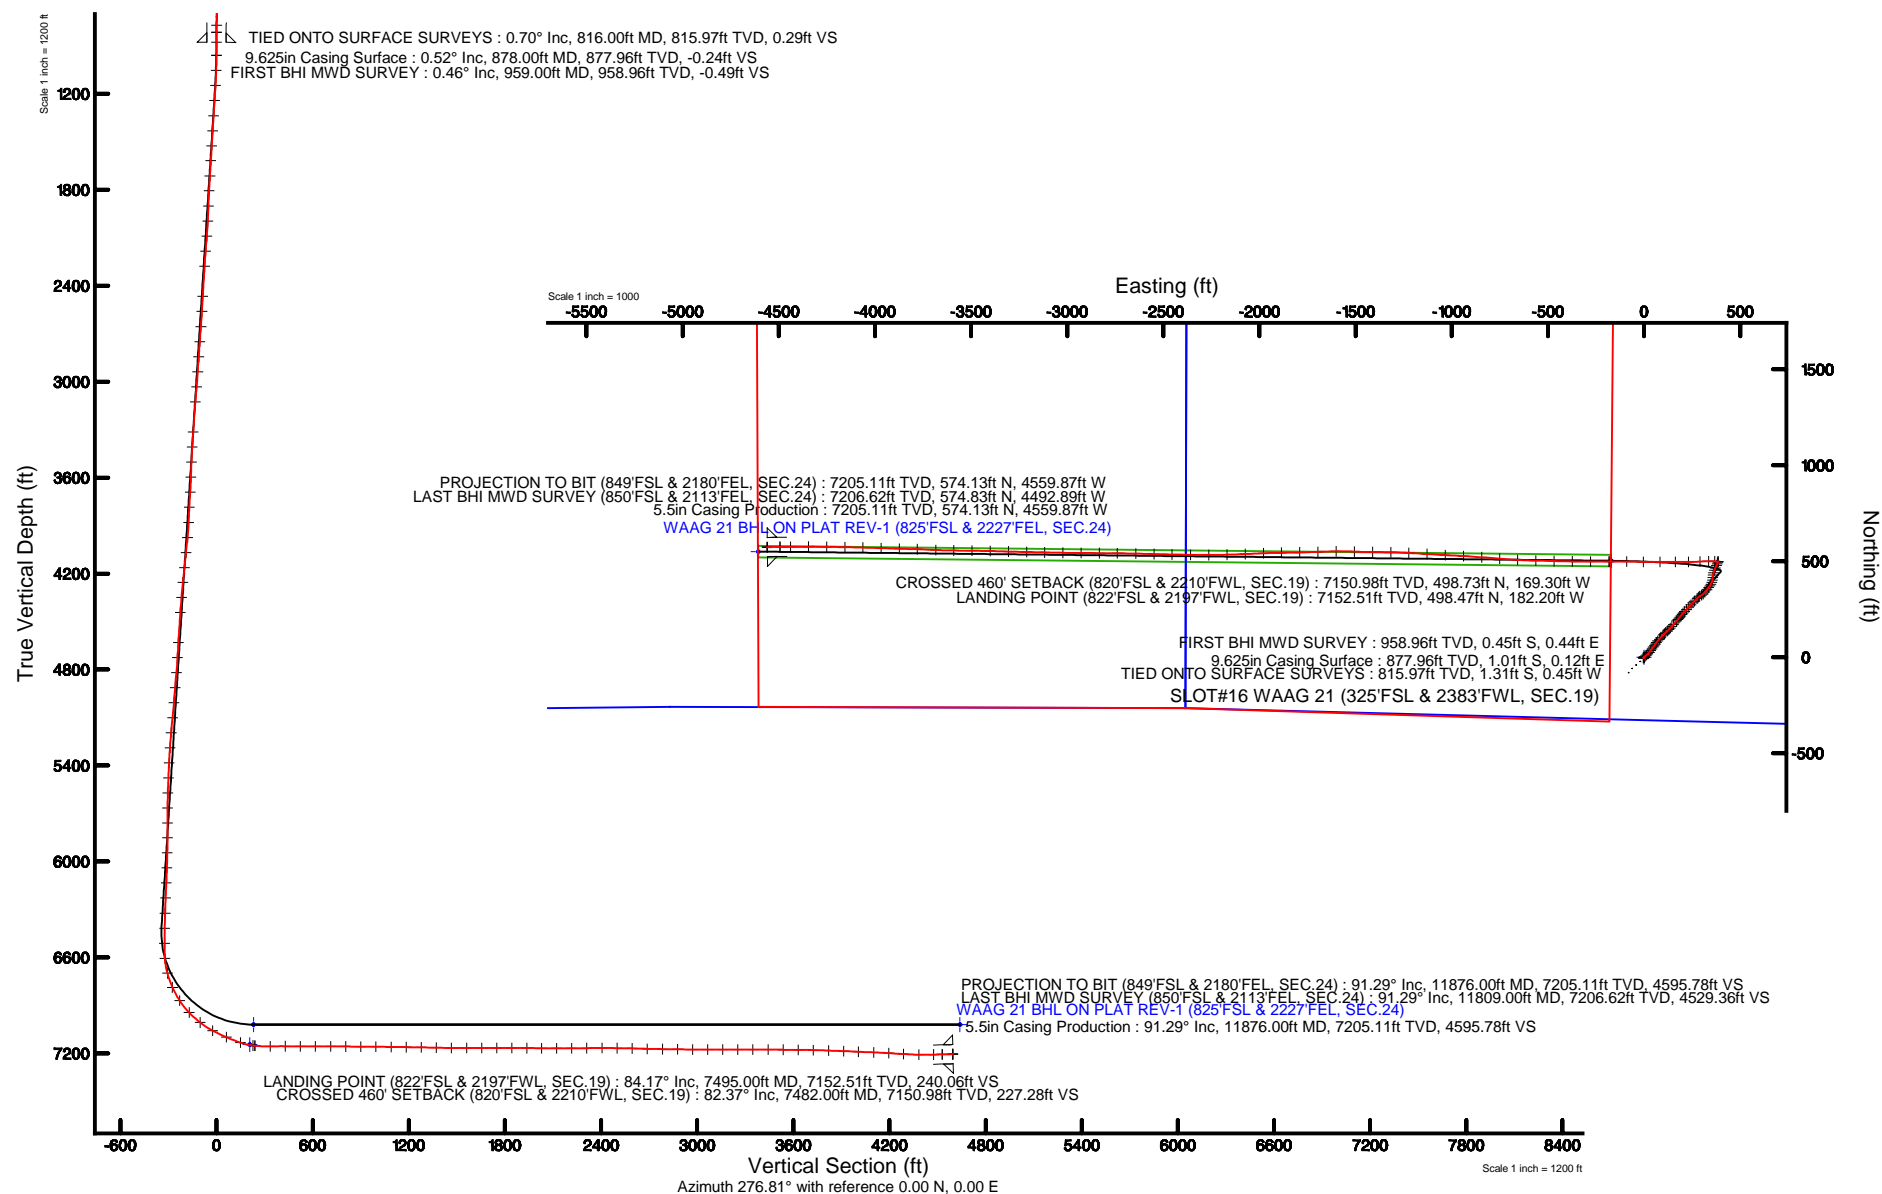 Scale 1 inch = 1200 ft
TIED ONTO SURFACE SURVEYS : 0.70° Inc, 816.00ft MD, 815.97ft TVD, 0.29ft VS
9.625in Casing Surface : 0.52° Inc, 878.00ft MD, 877.96ft TVD, -0.24ft VS
FIRST BHI MWD SURVEY : 0.46° Inc, 959.00ft MD, 958.96ft TVD, -0.49ft VS
True Vertical Depth (ft)
1200
1800
2400
3000
3600
4200
4800
5400
6000
6600
7200
Easting (ft)
Scale 1 inch = 1000
-5500 -5000 -4500 -4000 -3500 -3000 -2500 -2000 -1500 -1000 -500 0 500
1500
1000
500
0
-500
Northing (ft)
PROJECTION TO BIT (849'FSL & 2180'FEL, SEC.24) : 7205.11ft TVD, 574.13ft N, 4559.87ft W
LAST BHI MWD SURVEY (850'FSL & 2113'FEL, SEC.24) : 7206.62ft TVD, 574.83ft N, 4492.89ft W
5.5in Casing Production : 7205.11ft TVD, 574.13ft N, 4559.87ft W
WAAG 21 BHL ON PLAT REV-1 (825'FSL & 2227'FEL, SEC.24)
CROSSED 460' SETBACK (820'FSL & 2210'FWL, SEC.19) : 7150.98ft TVD, 498.73ft N, 169.30ft W
LANDING POINT (822'FSL & 2197'FWL, SEC.19) : 7152.51ft TVD, 498.47ft N, 182.20ft W
FIRST BHI MWD SURVEY : 958.96ft TVD, 0.45ft S, 0.44ft E
9.625in Casing Surface : 877.96ft TVD, 1.01ft S, 0.12ft E
TIED ONTO SURFACE SURVEYS : 815.97ft TVD, 1.31ft S, 0.45ft W
SLOT#16 WAAG 21 (325'FSL & 2383'FWL, SEC.19)
PROJECTION TO BIT (849'FSL & 2180'FEL, SEC.24) : 91.29° Inc, 11876.00ft MD, 7205.11ft TVD, 4595.78ft VS
LAST BHI MWD SURVEY (850'FSL & 2113'FEL, SEC.24) : 91.29° Inc, 11809.00ft MD, 7206.62ft TVD, 4529.36ft VS
WAAG 21 BHL ON PLAT REV-1 (825'FSL & 2227'FEL, SEC.24)
5.5in Casing Production : 91.29° Inc, 11876.00ft MD, 7205.11ft TVD, 4595.78ft VS
LANDING POINT (822'FSL & 2197'FWL, SEC.19) : 84.17° Inc, 7495.00ft MD, 7152.51ft TVD, 240.06ft VS
CROSSED 460' SETBACK (820'FSL & 2210'FWL, SEC.19) : 82.37° Inc, 7482.00ft MD, 7150.98ft TVD, 227.28ft VS
-600 0 600 1200 1800 2400 3000 3600 4200 4800 5400 6000 6600 7200 7800 8400
Vertical Section (ft)
Scale 1 inch = 1200 ft
Azimuth 276.81° with reference 0.00 N, 0.00 E